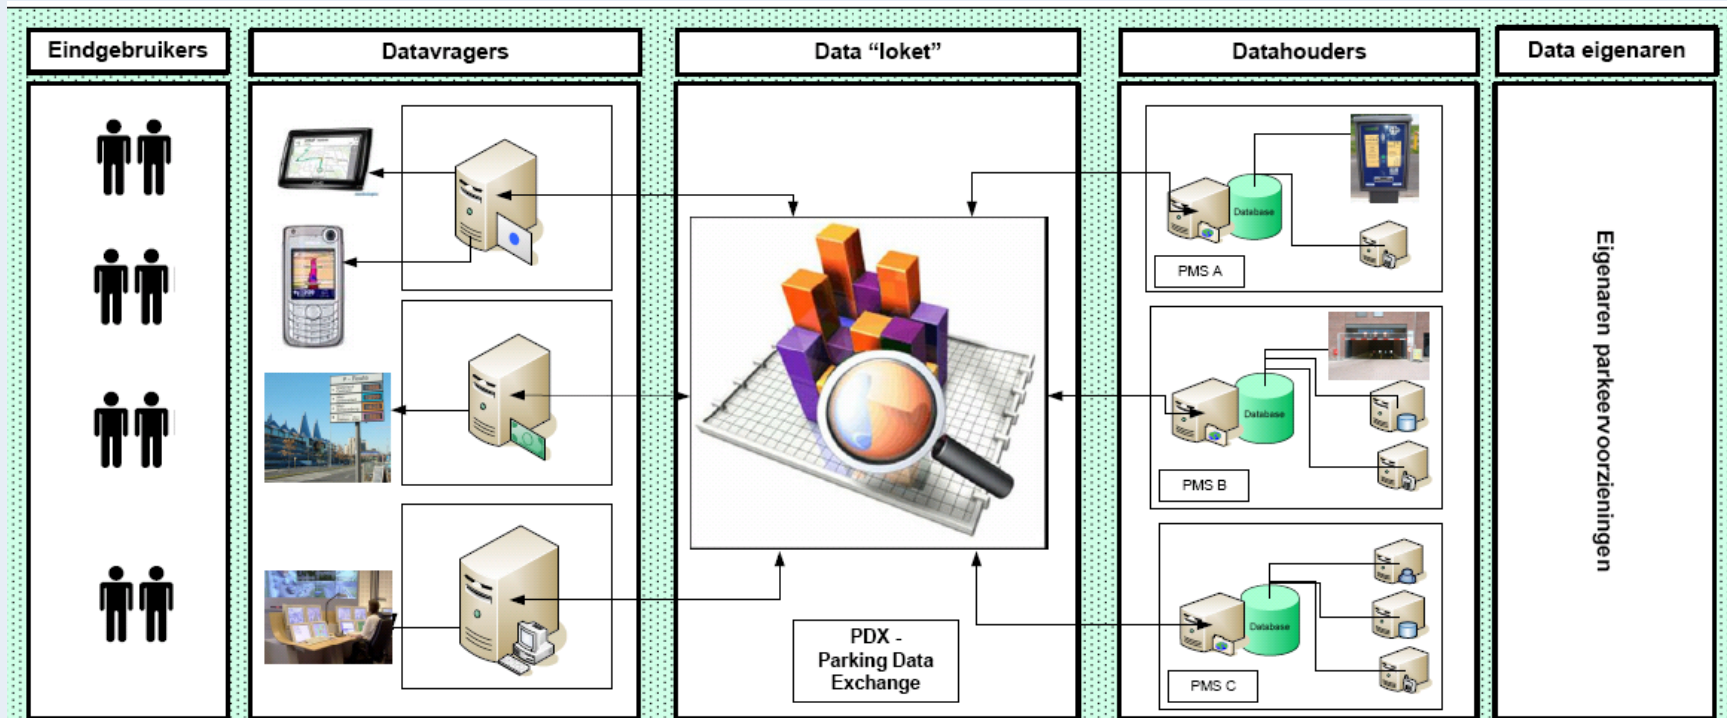 Eindgebruikers
Datavragers
Data “loket”
Datahouders
Data eigenaren
Database
PMS A
Database
PMS B
Database
PMS C
PDX -
Parking Data
Exchange
Eigenaren parkeervoorzieningen